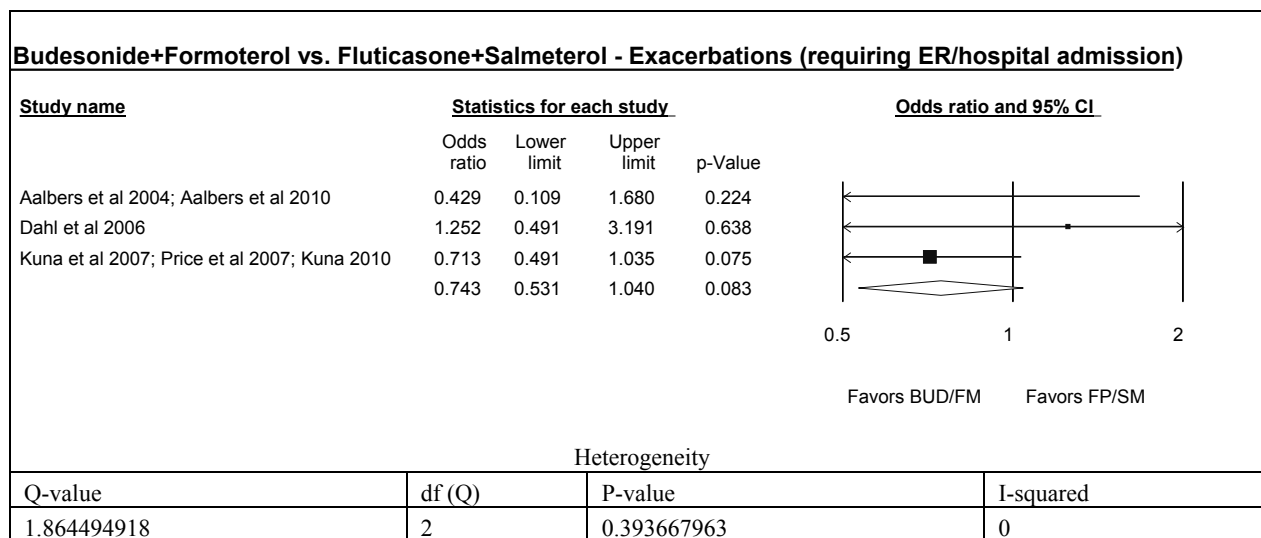 Budesonide+Formoterol vs. Fluticasone+Salmeterol - Exacerbations (requiring ER/hospital admission)
Study name Statistics for each study Odds ratio and 95% CI
Odds Lower Upper
ratio limit limit p-Value
Aalbers et al 2004; Aalbers et al 2010 0.429 0.109 1.680 0.224
Dahl et al 2006 1.252 0.491 3.191 0.638
Kuna et al 2007; Price et al 2007; Kuna 2010 0.713 0.491 1.035 0.075
0.743 0.531 1.040 0.083
0.5 1 2
Favors BUD/FM Favors FP/SM
Heterogeneity
Q-value df (Q) P-value I-squared
1.864494918 2 0.393667963 0